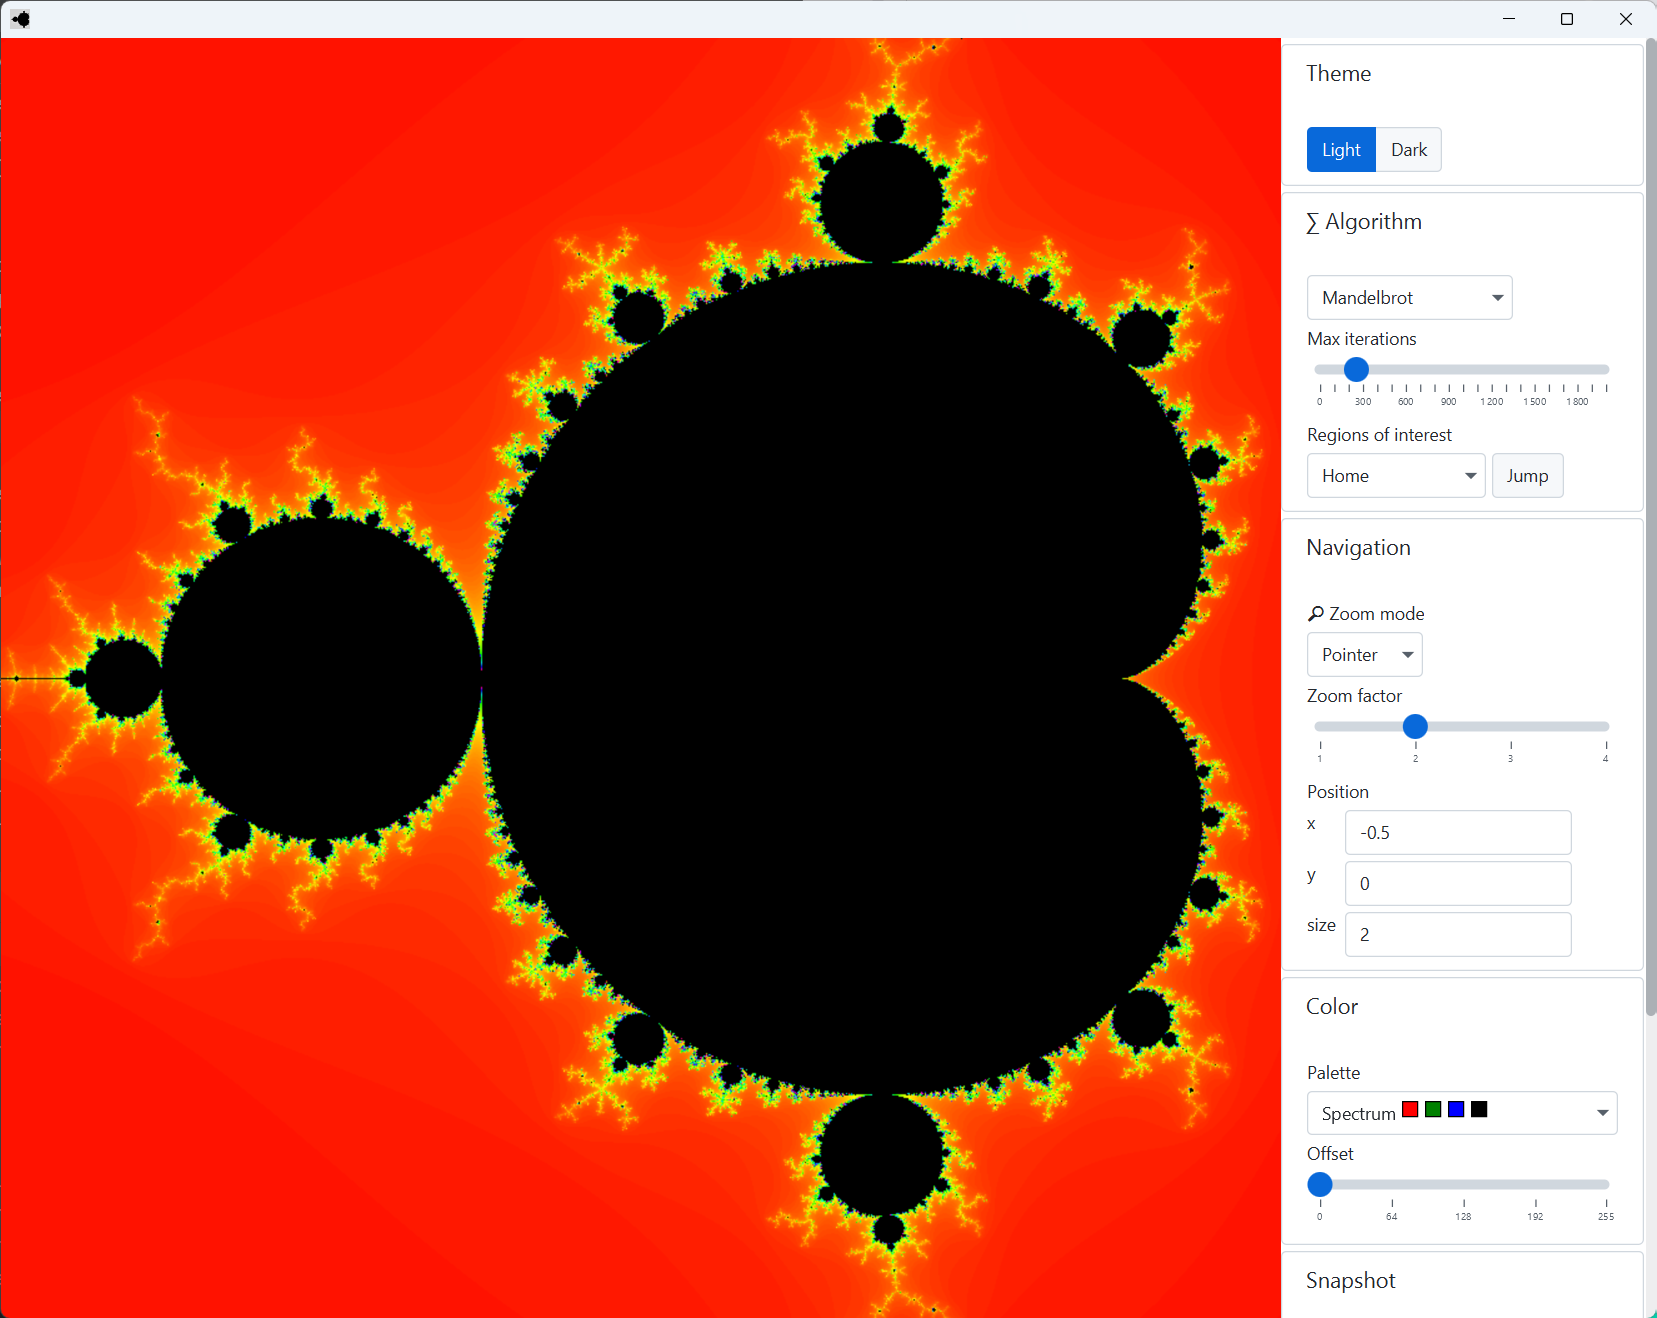 Theme
Light Dark
∑ Algorithm
Mandelbrot
Max iterations
0 300 600 900 1 200 1 500 1 800
Regions of interest
Home Jump
Navigation
Zoom mode
Pointer
Zoom factor
1 2 3 4
Position
x -0.5
y 0
size 2
Color
Palette
Spectrum
Offset
0 64 128 192 255
Snapshot